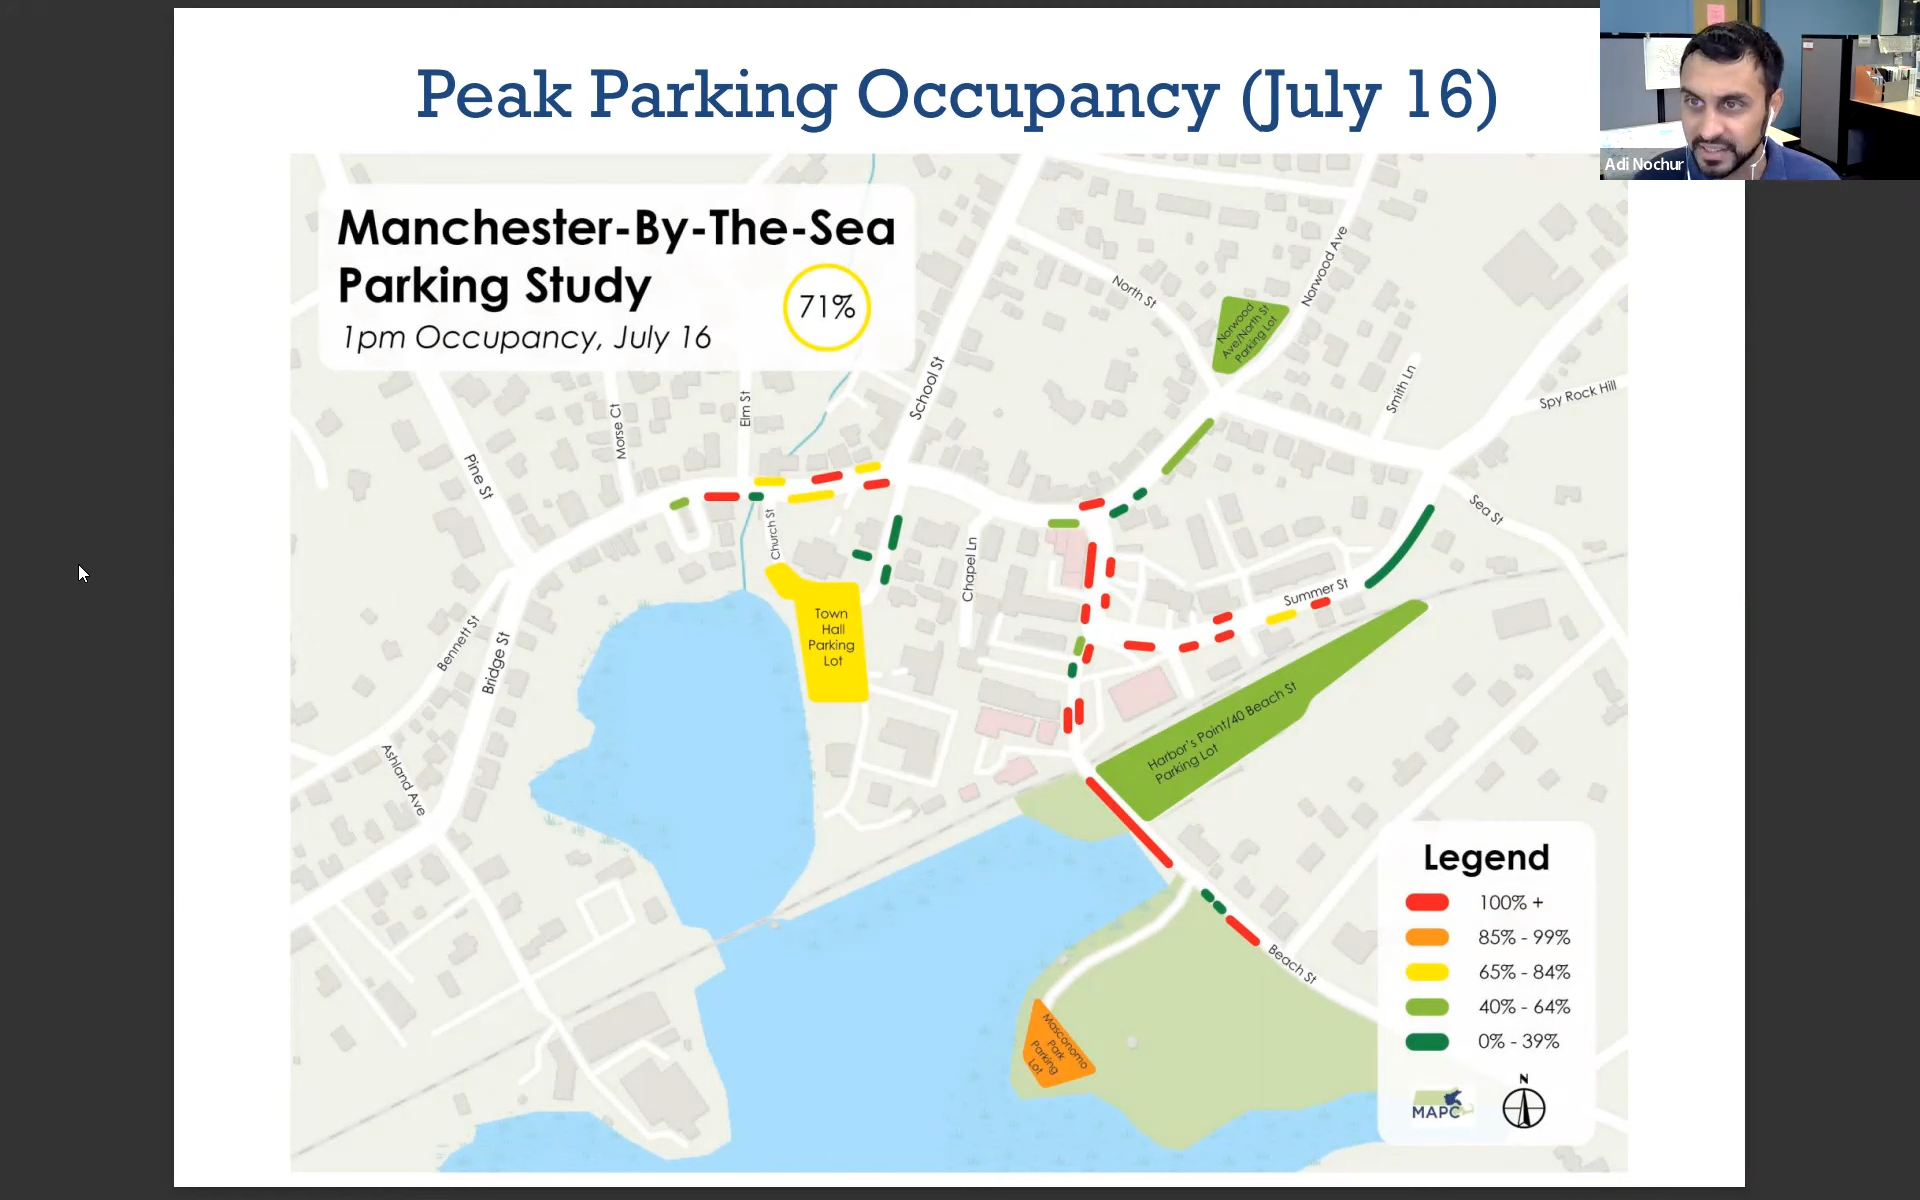 Peak Parking Occupancy (July 16)
Adi Nochur
Manchester-By-The-Sea
Parking Study
1pm Occupancy, July 16
71%
School St
North St
Norwood Ave
Norwood
Ave/North St
Parking Lot
Smith Ln
Spy Rock Hill
Elm St
Morse Ct
Pine St
Church St
Chapel Ln
Sea St
Summer St
Town
Hall
Parking
Lot
Bennett St
Bridge St
Ashland Ave
Harbor's Point/40 Beach St
Parking Lot
Beach St
Masconomo
Park
Parking
Lot
Legend
100% +
85% - 99%
65% - 84%
40% - 64%
0% - 39%
MAPC
N